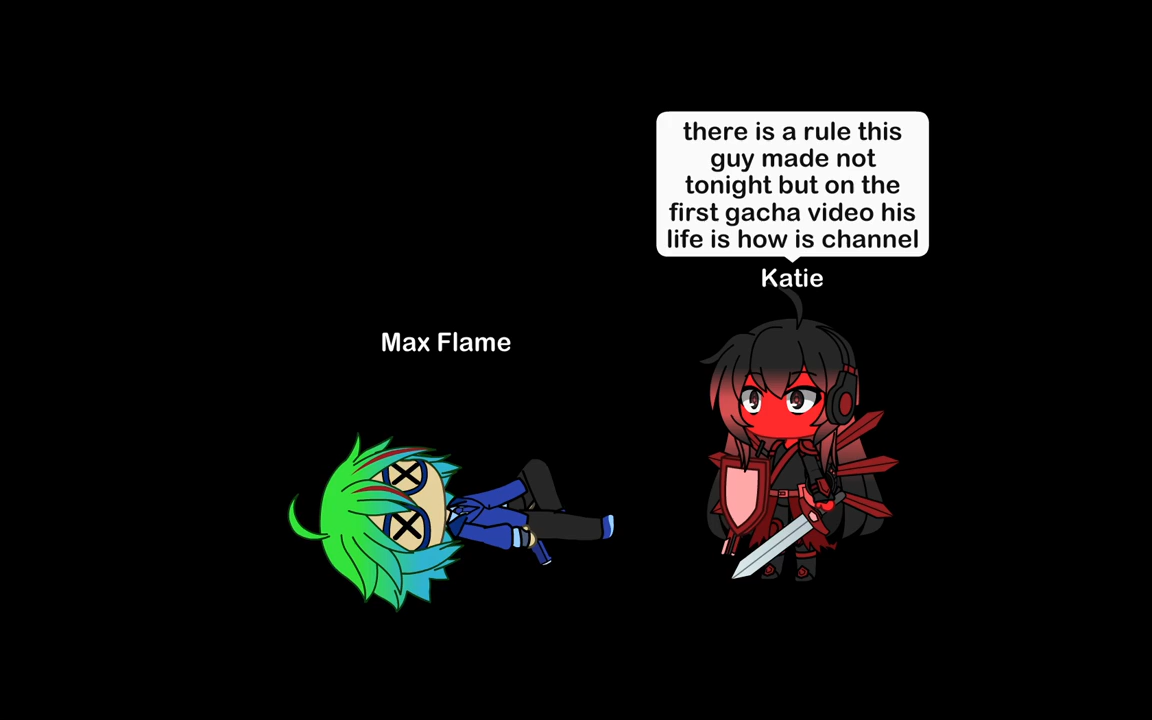 there is a rule this
guy made not
tonight but on the
first gacha video his
life is how is channel
Katie
Max Flame